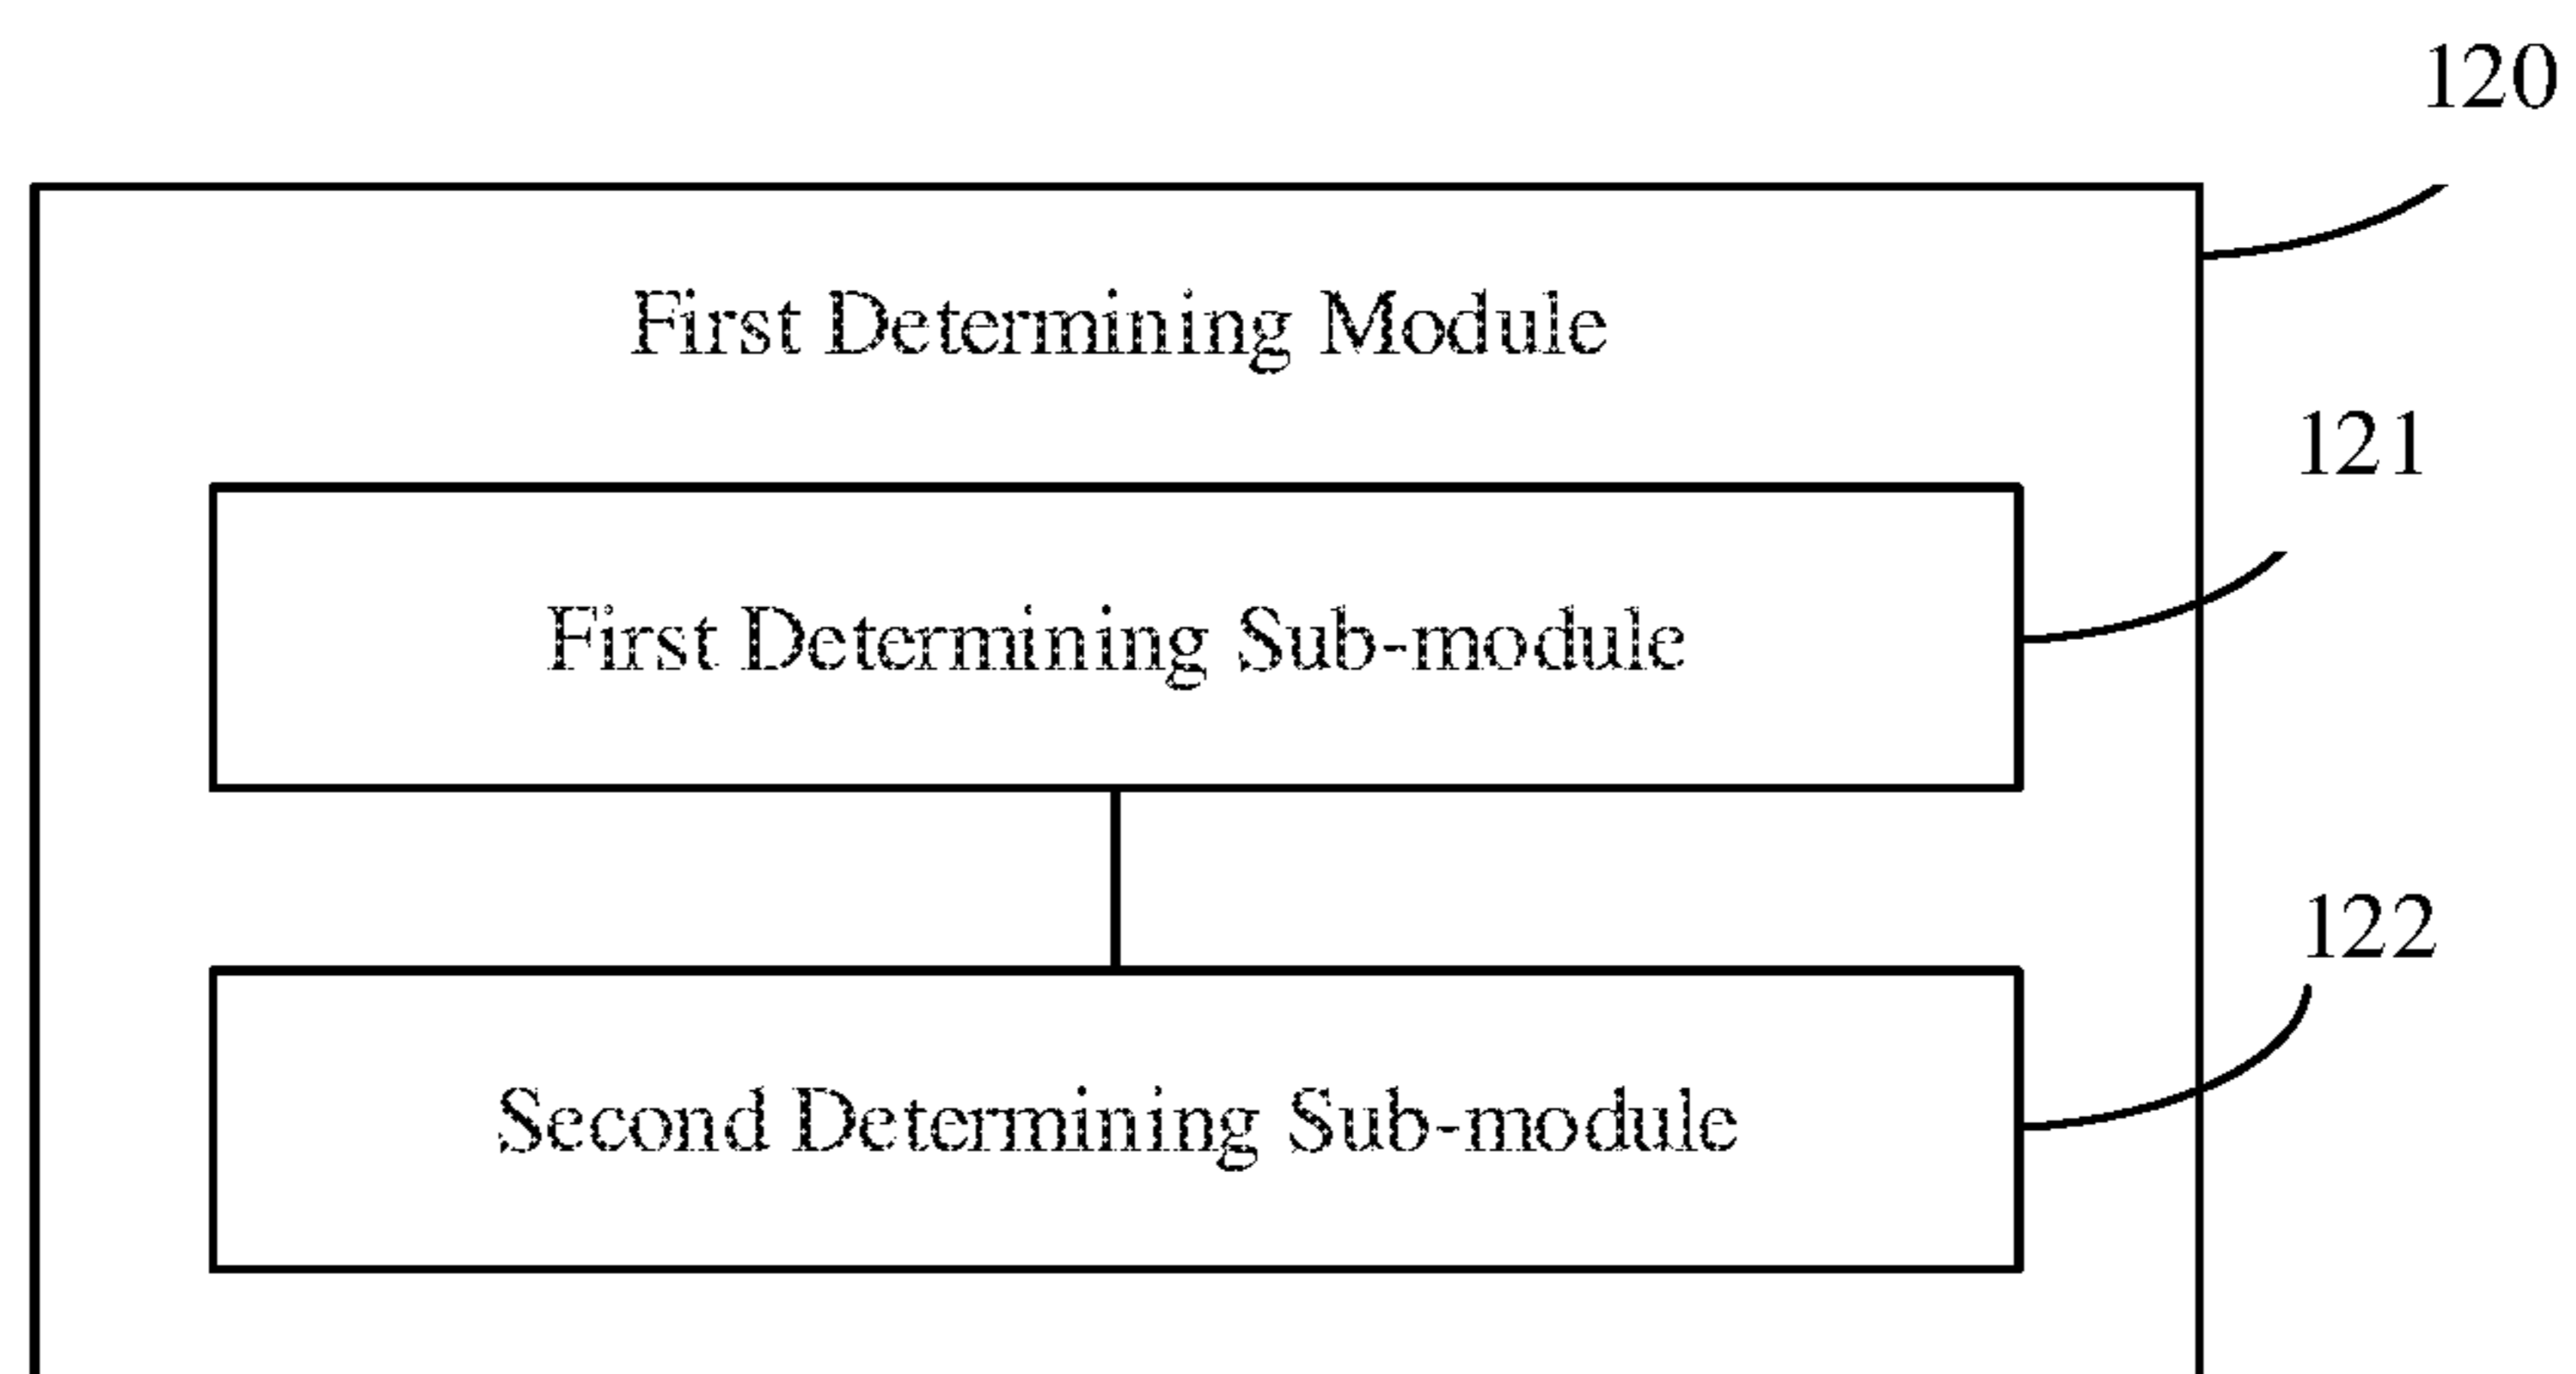 120
First Determining Module
121
First Determining Sub-module
122
Second Determining Sub-module